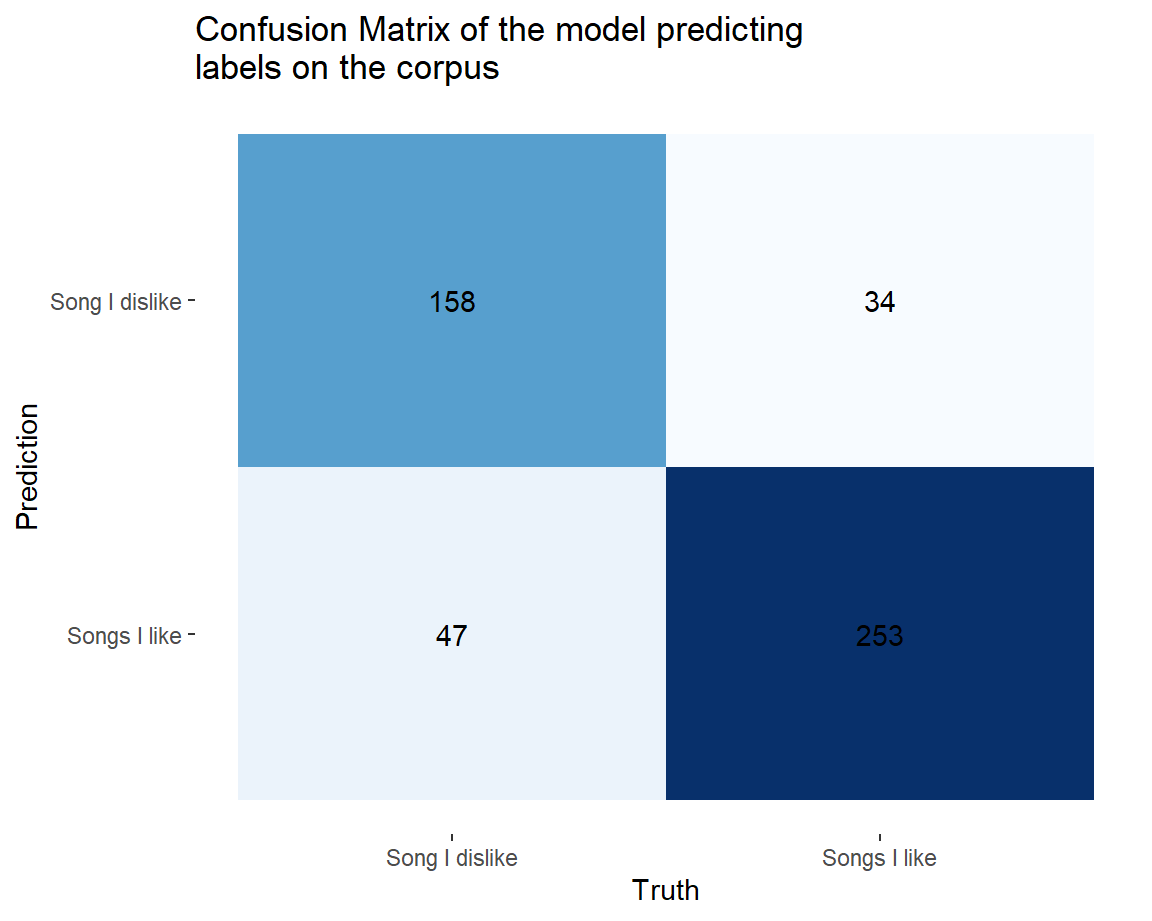 Confusion Matrix of the model predicting
labels on the corpus
Song I dislike
158
34
Prediction
Songs I like
47
253
Song I dislike
Songs I like
Truth